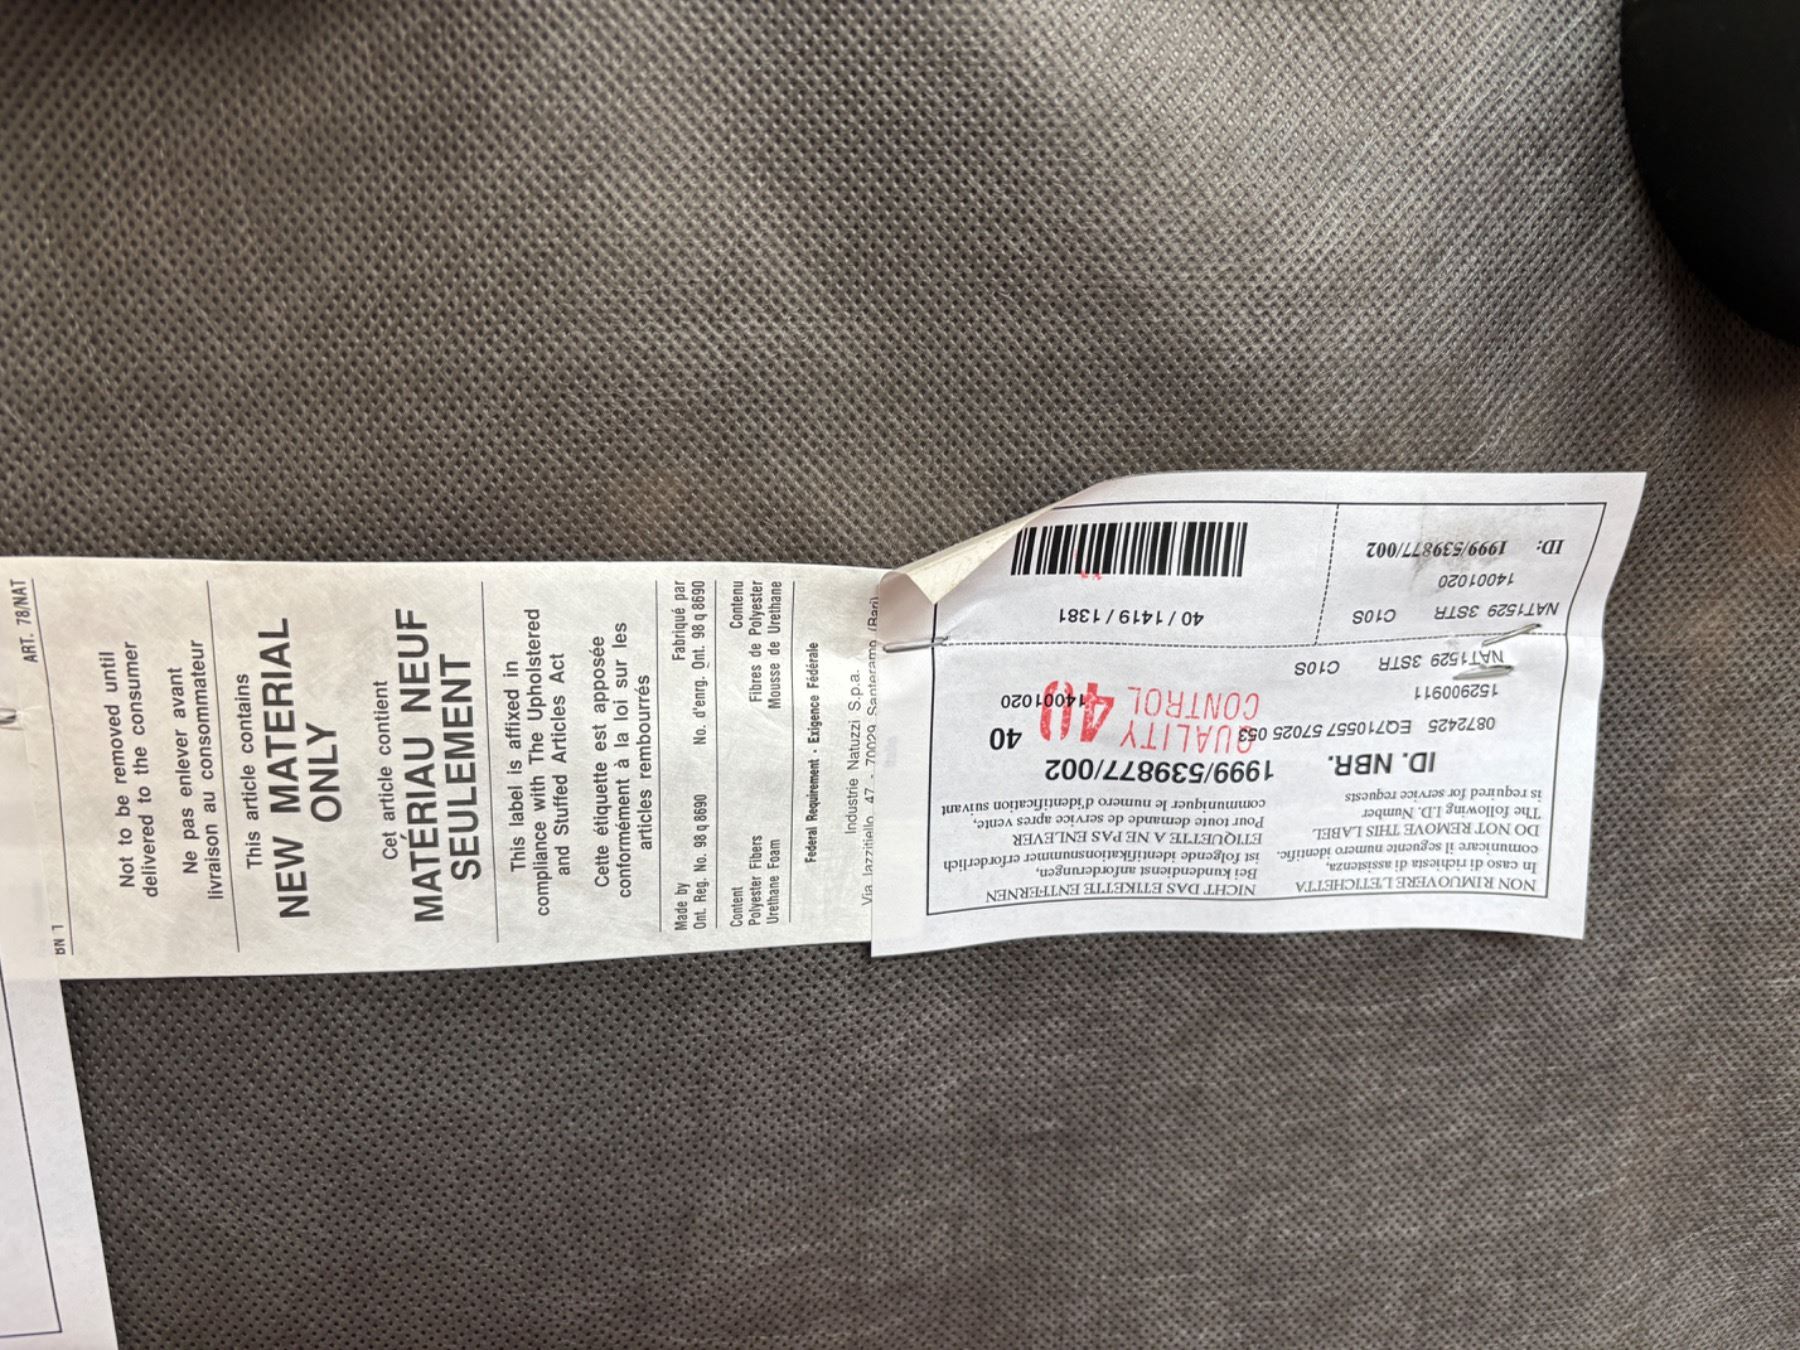 BN 1
ART. 78/NAT
Not to be removed until
delivered to the consumer
Ne pas enlever avant
livraison au consommateur
This article contains
NEW MATERIAL
ONLY
Cet article contient
MATÉRIAU NEUF
SEULEMENT
This label is affixed in
compliance with The Upholstered
and Stuffed Articles Act
Cette étiquette est apposée
conformément à la loi sur les
articles rembourrés
Made by Fabriqué par
Ont. Reg. No. 98 q 8690 No. d'enrg. Ont. 98 q 8690
Content Contenu
Polyester Fibers Fibres de Polyester
Urethane Foam Mousse de Urethane
Federal Requirement - Exigence Fédérale
Industrie Natuzzi S.p.a.
Via Iazzitiello, 47 - 70029 Santeramo (Bari)
NON RIMUOVERE L'ETICHETTA
In caso di richiesta di assistenza,
comunicare il seguente numero identific.
DO NOT REMOVE THIS LABEL
The following I.D. Number
is required for service requests
NICHT DAS ETIKETTE ENTFERNEN
Bei kundendienst anforderungen,
ist folgende identifikationsnummer erforderlich
ETIQUETTE A NE PAS ENLEVER
Pour toute demande de service apres vente,
communiquer le numero d'identification suivant
ID. NBR. 1999/539877/002
0872425 EQ710557 57025 053 40
152900911 14001020
NAT1529 3STR C10S
QUALITY 40
CONTROL
NAT1529 3STR C10S
14001020
ID: 1999/539877/002
40 / 1419 / 1381